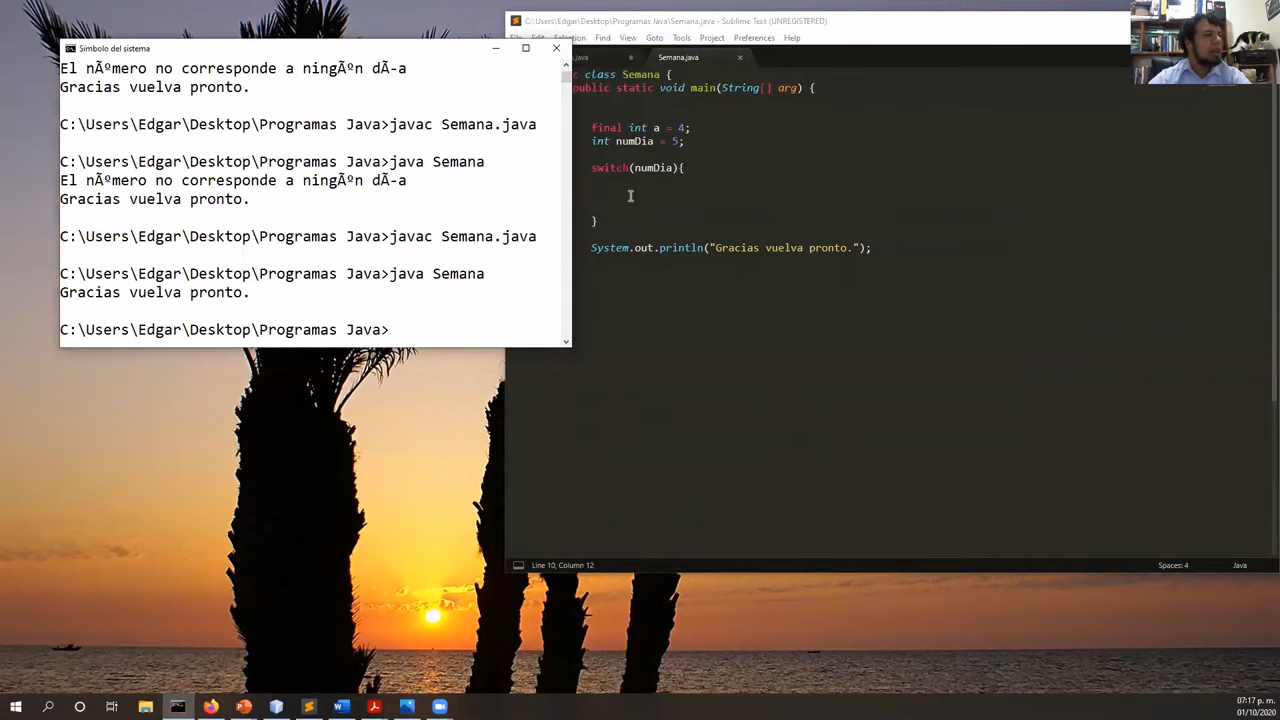 Símbolo del sistema
El nÃºmero no corresponde a ningÃºn dÃ-a
Gracias vuelva pronto.
C:\Users\Edgar\Desktop\Programas Java>javac Semana.java
C:\Users\Edgar\Desktop\Programas Java>java Semana
El nÃºmero no corresponde a ningÃºn dÃ-a
Gracias vuelva pronto.
C:\Users\Edgar\Desktop\Programas Java>javac Semana.java
C:\Users\Edgar\Desktop\Programas Java>java Semana
Gracias vuelva pronto.
C:\Users\Edgar\Desktop\Programas Java>
C:\Users\Edgar\Desktop\Programas Java\Semana.java - Sublime Text (UNREGISTERED)
File Edit Selection Find View Goto Tools Project Preferences Help
.java Semana.java
c class Semana {
public static void main(String[] arg) {
final int a = 4;
int numDia = 5;
switch(numDia){
}
System.out.println("Gracias vuelva pronto.");
Line 10, Column 12 Spaces: 4 Java
07:17 p. m.
01/10/2020